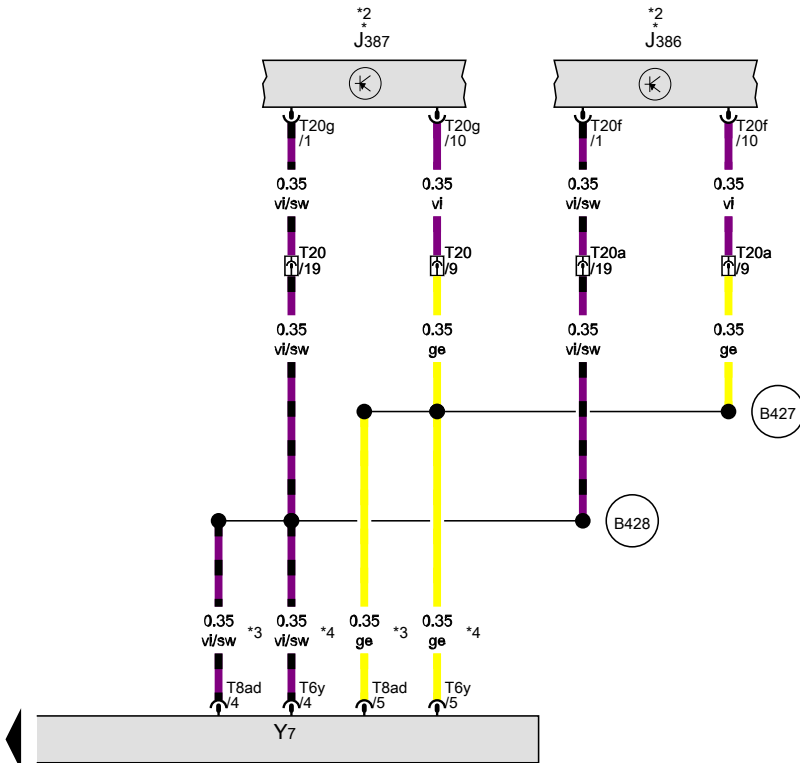 *2
*
J387
*2
*
J386
T20g
/1
T20g
/10
T20f
/1
T20f
/10
0.35
vi/sw
0.35
vi
0.35
vi/sw
0.35
vi
T20
/19
T20
/9
T20a
/19
T20a
/9
0.35
vi/sw
0.35
ge
0.35
vi/sw
0.35
ge
B427
B428
0.35
vi/sw
*3
0.35
vi/sw
*4
0.35
ge
*3
0.35
ge
*4
T8ad
/4
T6y
/4
T8ad
/5
T6y
/5
Y7